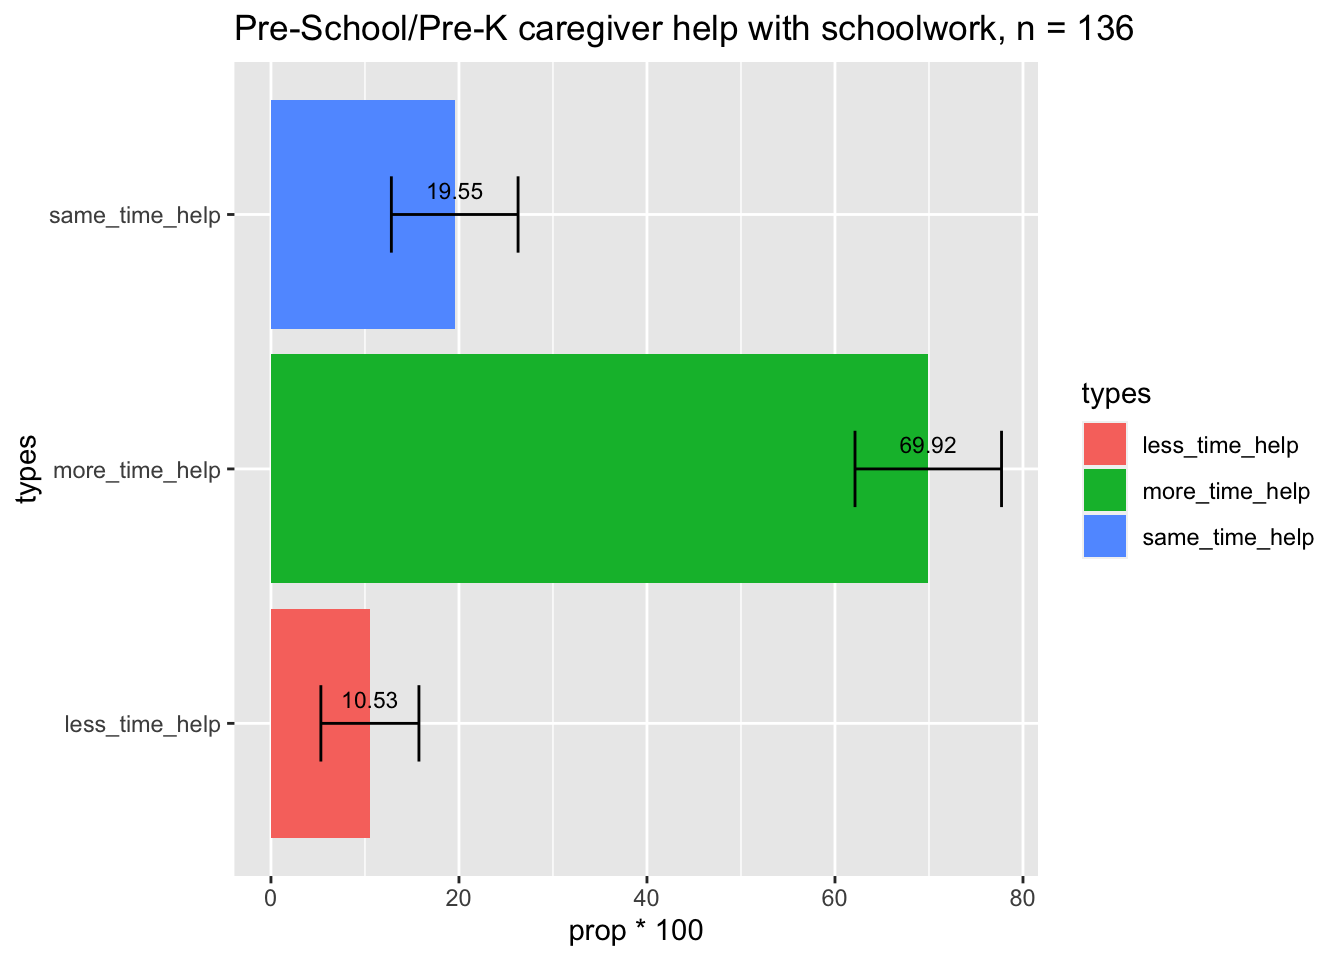 Pre-School/Pre-K caregiver help with schoolwork, n = 136
types
same_time_help
more_time_help
less_time_help
19.55
69.92
10.53
0 20 40 60 80
prop * 100
types
less_time_help
more_time_help
same_time_help